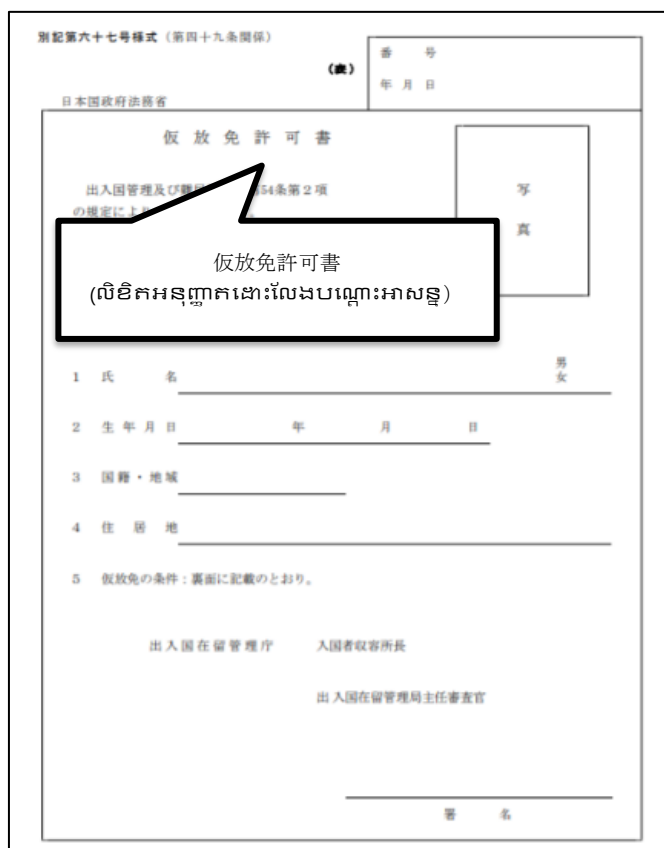 別記第六十七号様式（第四十九条関係）
（表）
番　　号
年　月　日
日本国政府法務省
仮　放　免　許　可　書
出入国管理及び難 第54条第２項
の規定により
写
真
仮放免許可書
(លិខិតអនុញ្ញាតដោះលែងបណ្តោះអាសន្ន)
1　氏　　　名
男
女
2　生 年 月 日　　　年　　　月　　　日
3　国籍・地域
4　住　居　地
5　仮放免の条件：裏面に記載のとおり。
出入国在留管理庁　　入国者収容所長
出入国在留管理局主任審査官
署　　名